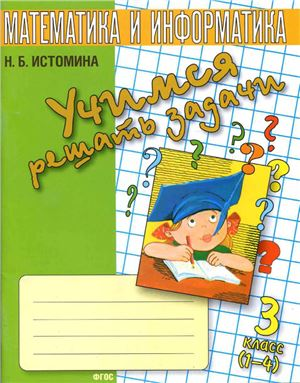 МАТЕМАТИКА И ИНФОРМАТИКА
Н. Б. ИСТОМИНА
Учимся
решать задачи
3
класс
(1–4)
ФГОС